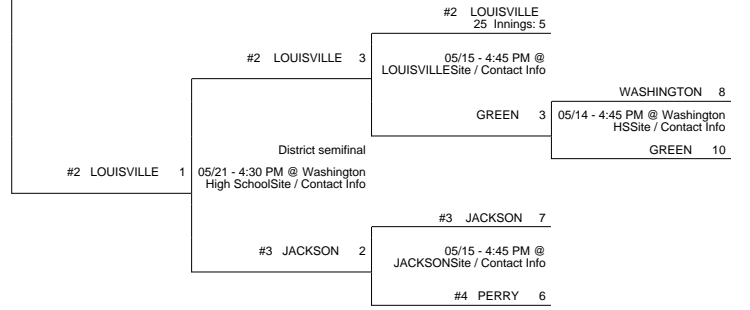 #2 LOUISVILLE
25 Innings: 5
#2 LOUISVILLE 3
05/15 - 4:45 PM @
LOUISVILLESite / Contact Info
WASHINGTON 8
GREEN 3
05/14 - 4:45 PM @ Washington
HSSite / Contact Info
GREEN 10
District semifinal
#2 LOUISVILLE 1
05/21 - 4:30 PM @ Washington
High SchoolSite / Contact Info
#3 JACKSON 7
#3 JACKSON 2
05/15 - 4:45 PM @
JACKSONSite / Contact Info
#4 PERRY 6